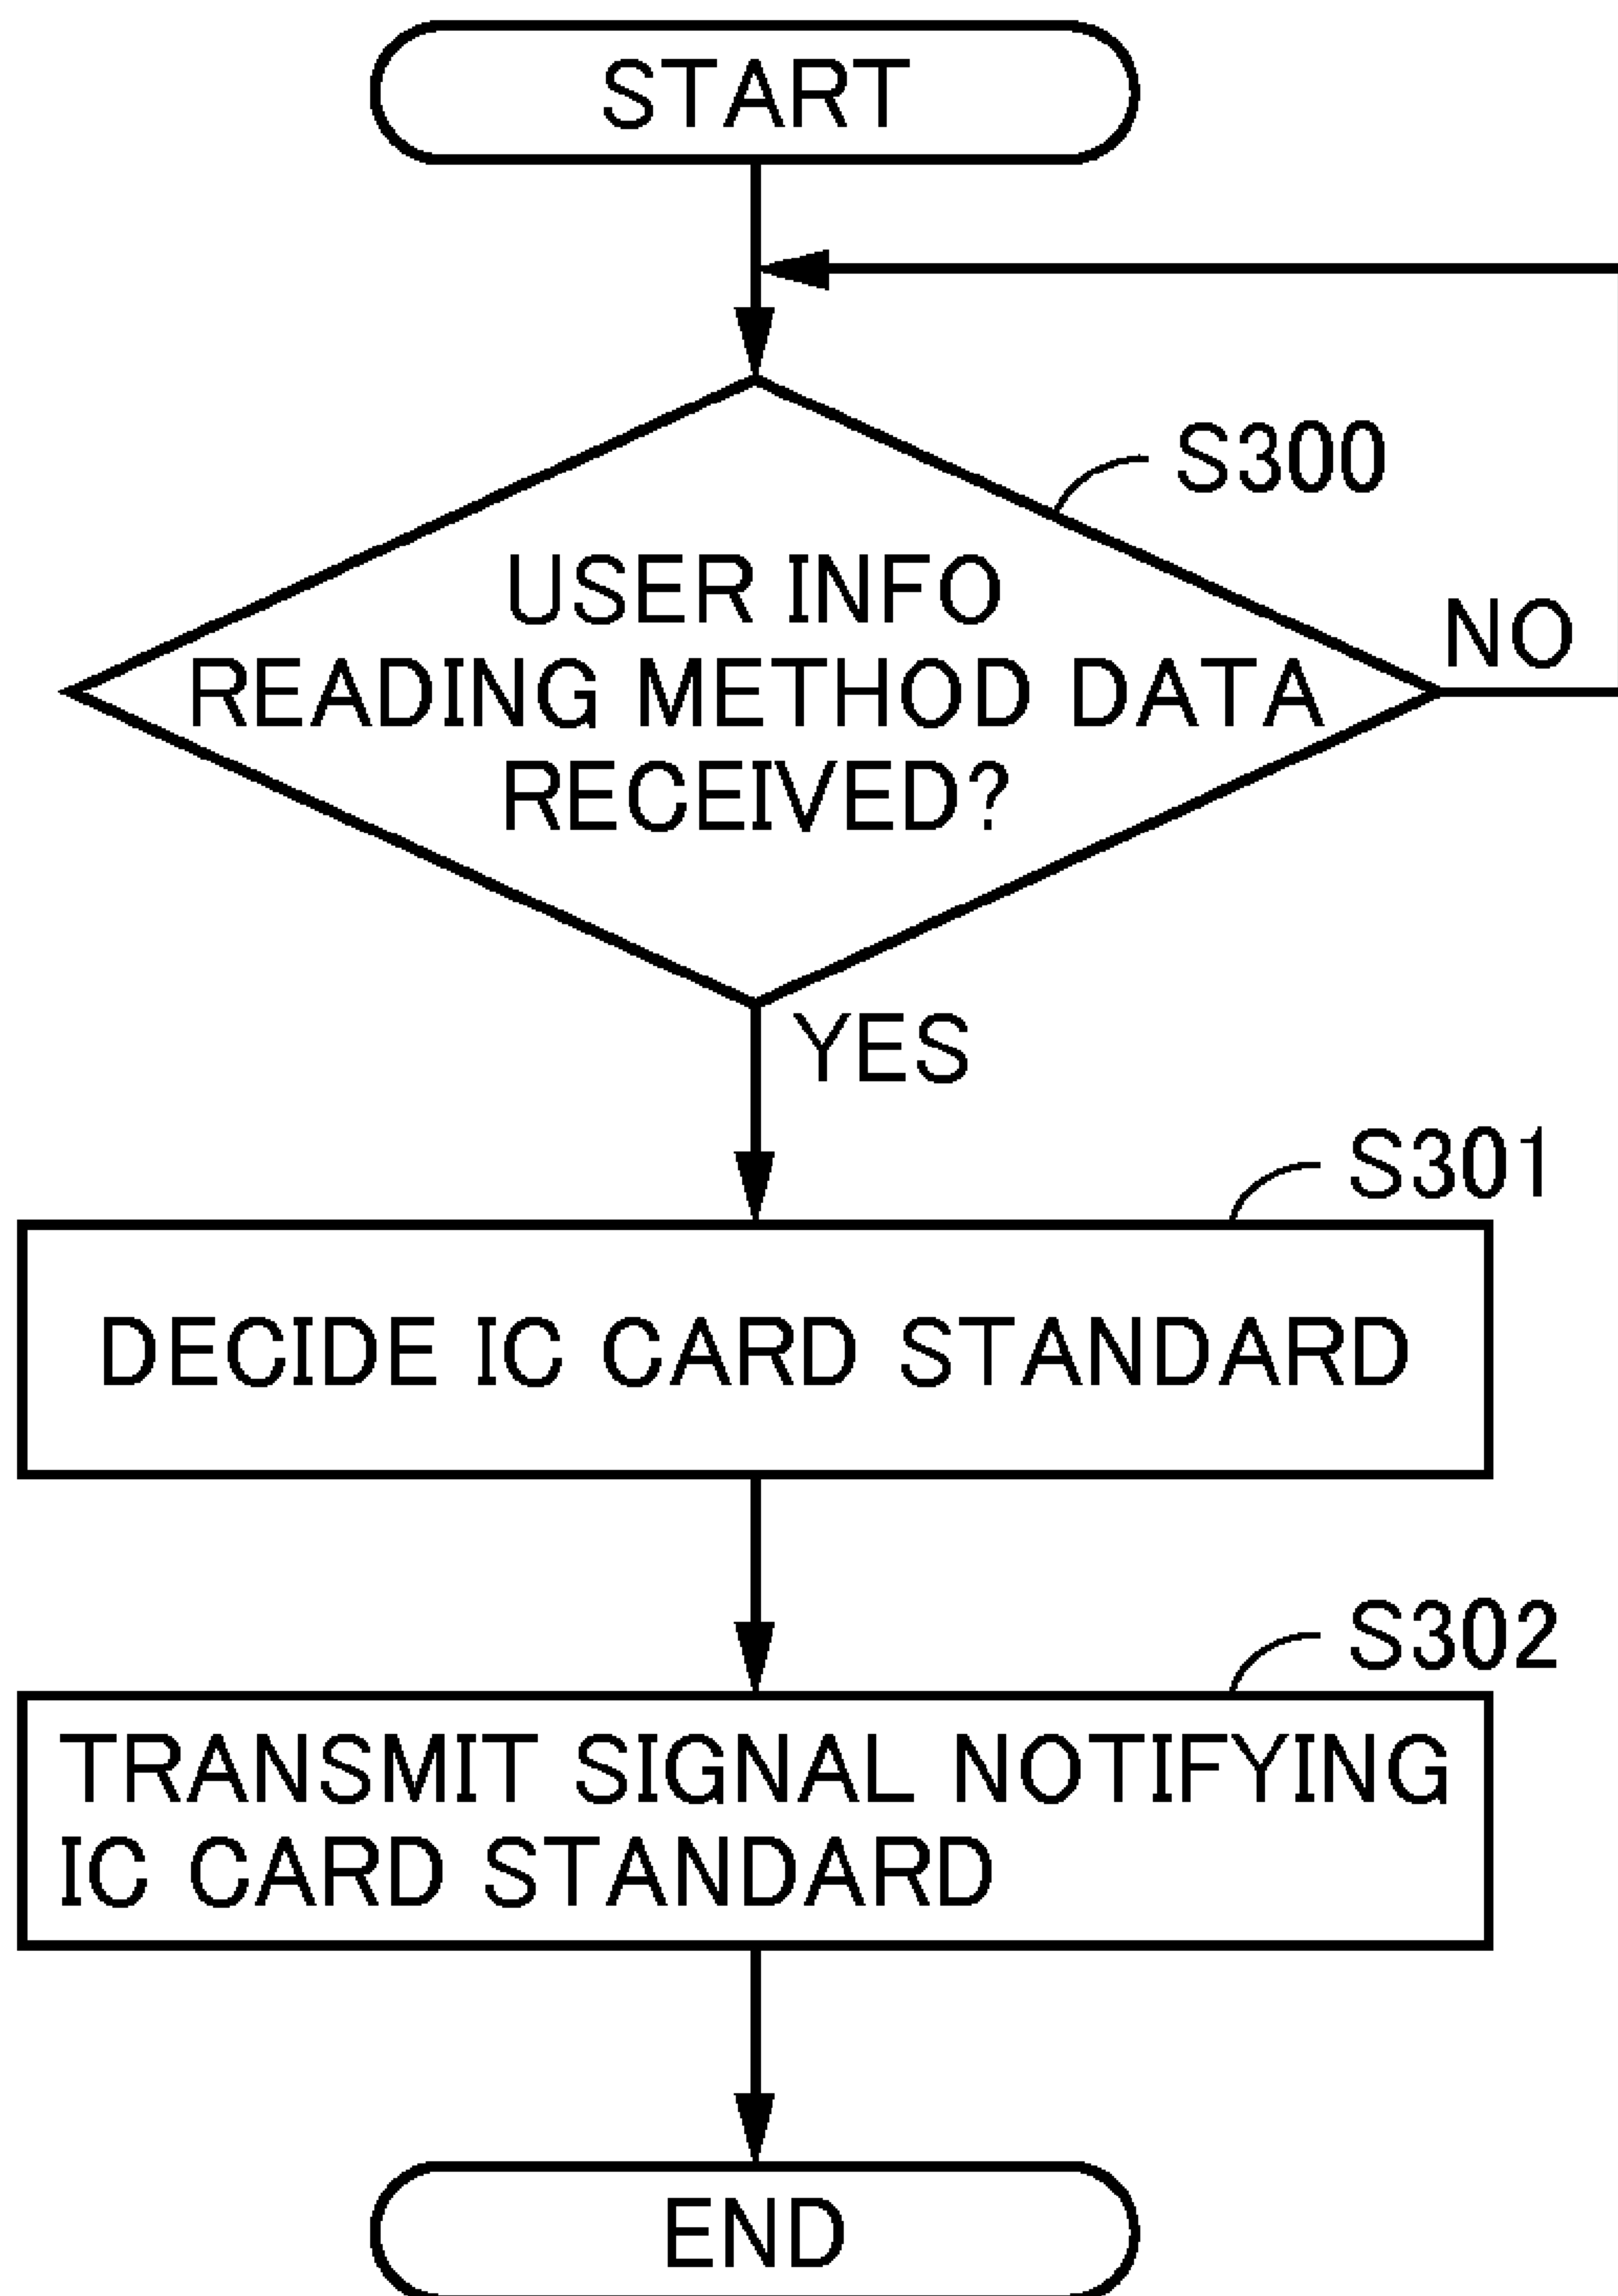 START
S300
USER INFO
READING METHOD DATA
RECEIVED?
NO
YES
S301
DECIDE IC CARD STANDARD
S302
TRANSMIT SIGNAL NOTIFYING
IC CARD STANDARD
END